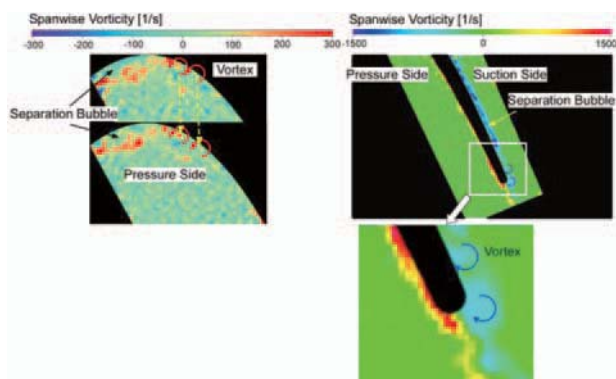 Spanwise Vorticity [1/s]
-300 -200 -100 0 100 200 300
Vortex
Separation Bubble
Pressure Side
Spanwise Vorticity [1/s]
-1500 0 1500
Pressure Side
Suction Side
Separation Bubble
Vortex